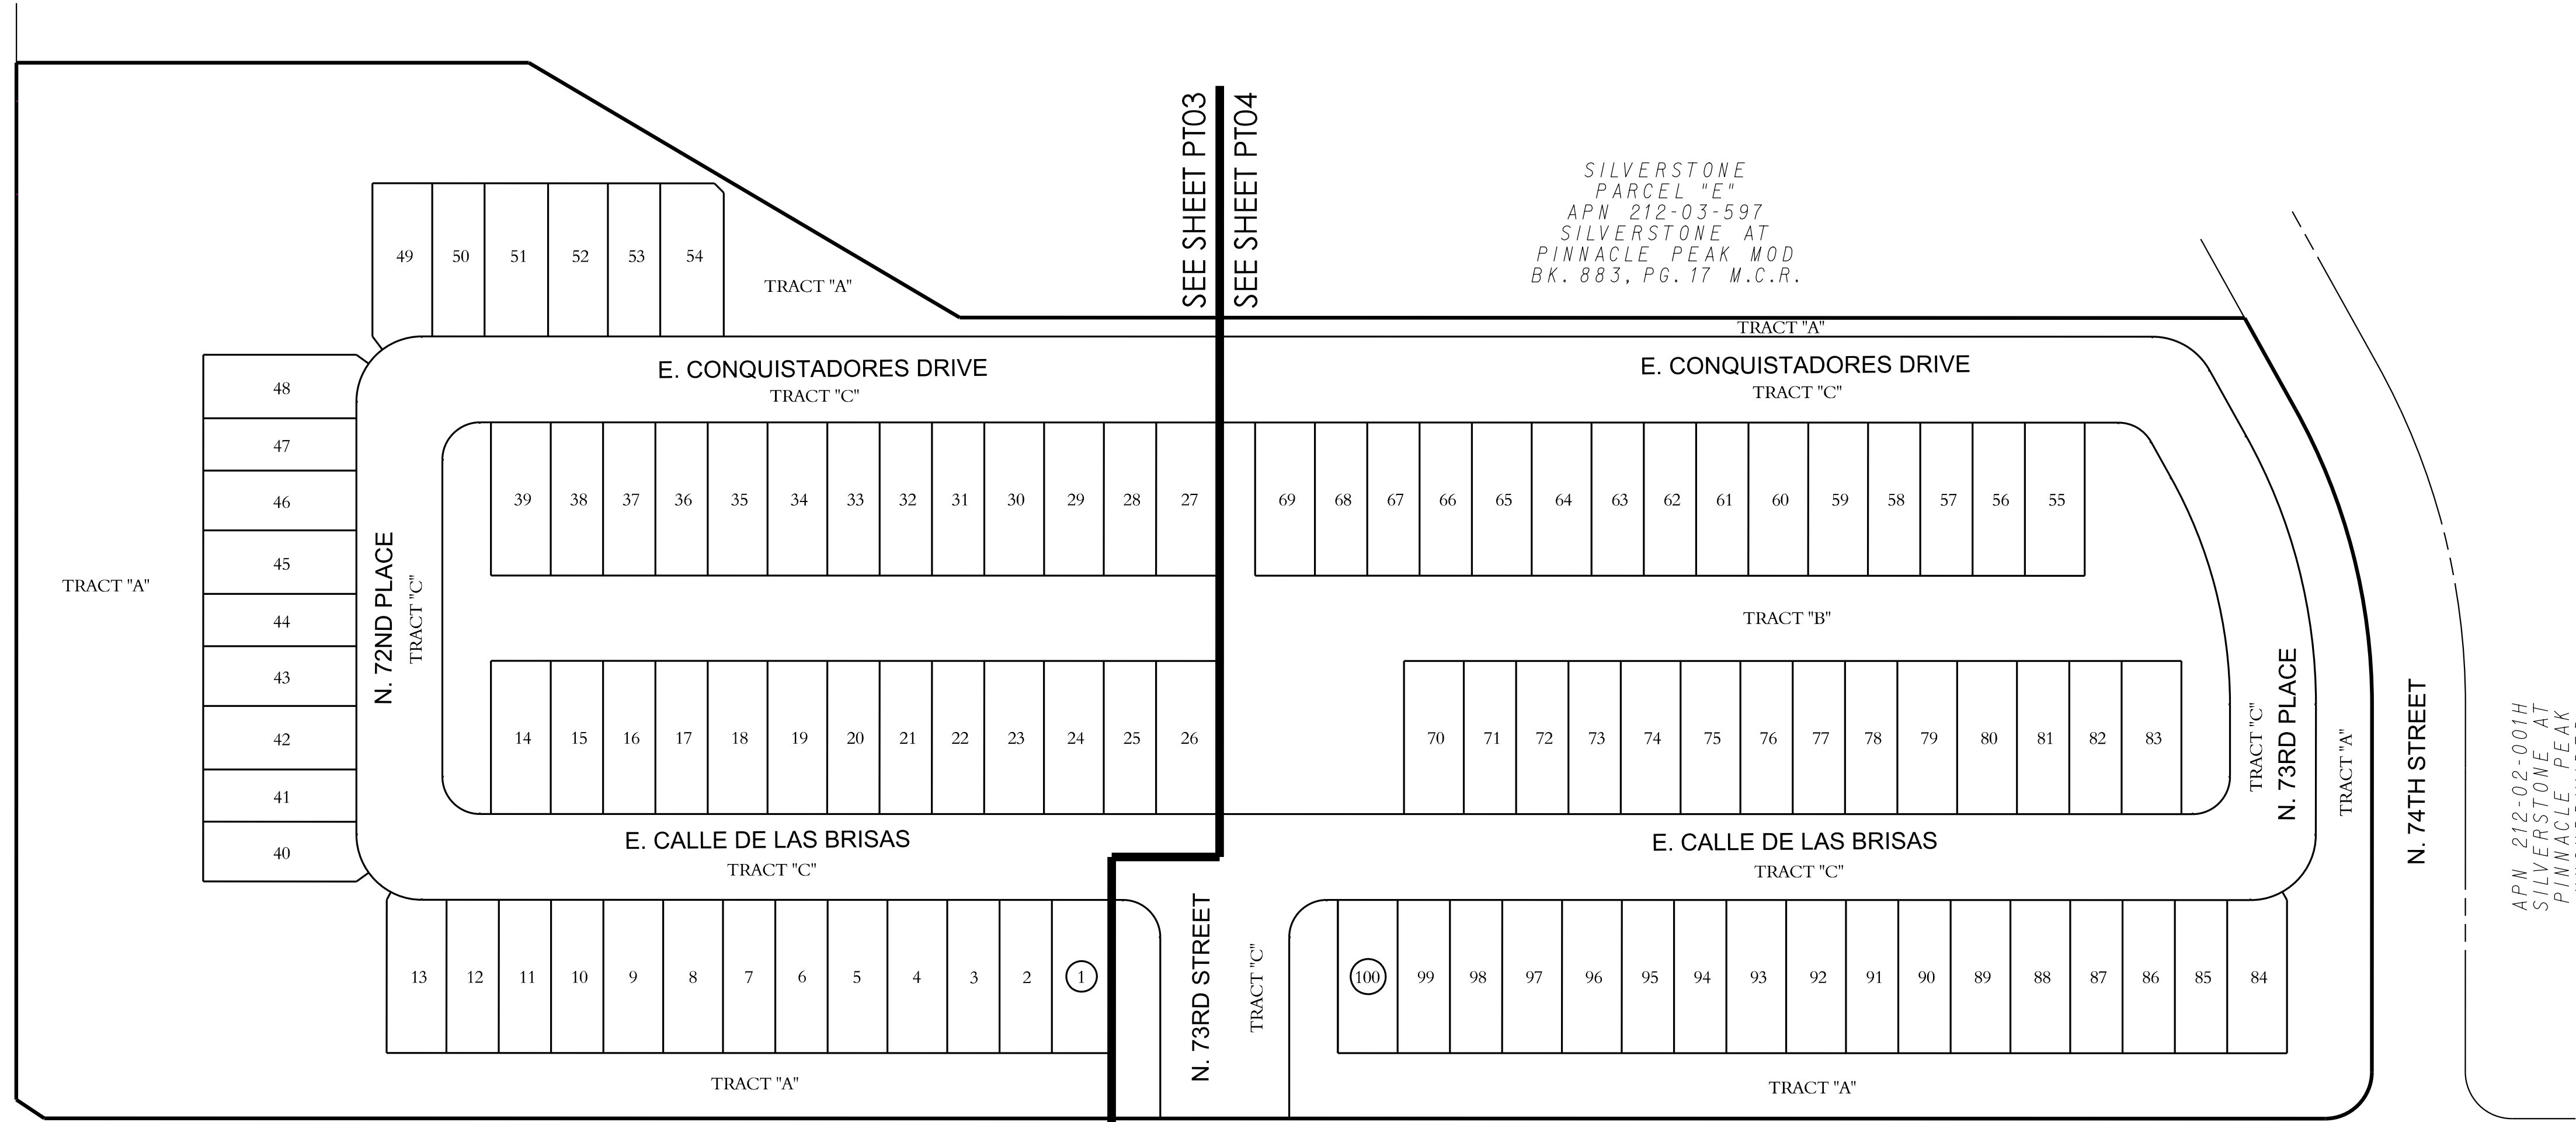 SEE SHEET PT03
SEE SHEET PT04
SILVERSTONE
PARCEL "E"
APN 212-03-597
SILVERSTONE AT
PINNACLE PEAK MOD
BK. 883, PG. 17 M.C.R.
49 50 51 52 53 54
TRACT "A"
TRACT "A"
E. CONQUISTADORES DRIVE
TRACT "C"
E. CONQUISTADORES DRIVE
TRACT "C"
48
47
46
45
44
43
42
41
40
TRACT "A"
N. 72ND PLACE
TRACT "C"
39 38 37 36 35 34 33 32 31 30 29 28 27
69 68 67 66 65 64 63 62 61 60 59 58 57 56 55
TRACT "B"
14 15 16 17 18 19 20 21 22 23 24 25 26
70 71 72 73 74 75 76 77 78 79 80 81 82 83
TRACT "C"
N. 73RD PLACE
TRACT "A"
N. 74TH STREET
APN 212-02-001H
SILVERSTONE AT
PINNACLE PEAK
E. CALLE DE LAS BRISAS
TRACT "C"
E. CALLE DE LAS BRISAS
TRACT "C"
13 12 11 10 9 8 7 6 5 4 3 2 1
N. 73RD STREET
TRACT "C"
100 99 98 97 96 95 94 93 92 91 90 89 88 87 86 85 84
TRACT "A"
TRACT "A"